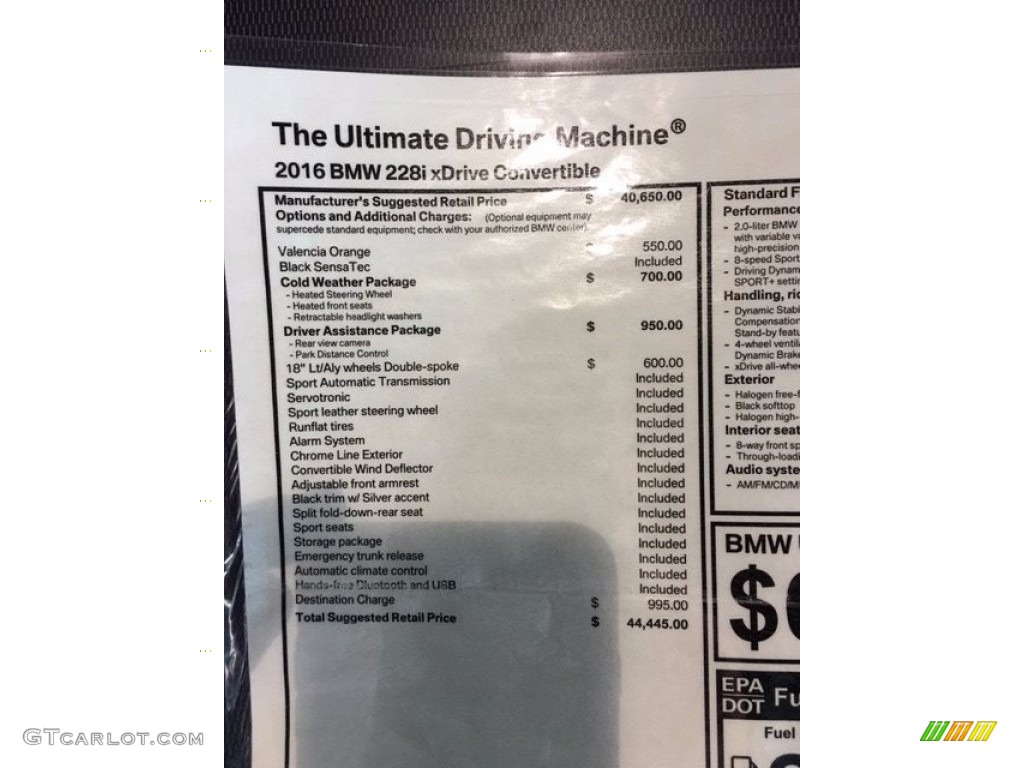 The Ultimate Driving Machine®
2016 BMW 228i xDrive Convertible
Manufacturer's Suggested Retail Price $ 40,650.00
Options and Additional Charges: (Optional equipment may
supercede standard equipment; check with your authorized BMW center).
Valencia Orange 550.00
Black SensaTec Included
Cold Weather Package $ 700.00
- Heated Steering Wheel
- Heated front seats
- Retractable headlight washers
Driver Assistance Package $ 950.00
- Rear view camera
- Park Distance Control
18" Lt/Aly wheels Double-spoke $ 600.00
Sport Automatic Transmission Included
Servotronic Included
Sport leather steering wheel Included
Runflat tires Included
Alarm System Included
Chrome Line Exterior Included
Convertible Wind Deflector Included
Adjustable front armrest Included
Black trim w/ Silver accent Included
Split fold-down-rear seat Included
Sport seats Included
Storage package Included
Emergency trunk release Included
Automatic climate control Included
Hands-free Bluetooth and USB Included
Destination Charge $ 995.00
Total Suggested Retail Price $ 44,445.00
Standard F
Performance
- 2.0-liter BMW
with variable va
high-precision
- 8-speed Sport
- Driving Dynam
SPORT+ settin
Handling, ric
- Dynamic Stabi
Compensation
Stand-by featu
- 4-wheel ventila
Dynamic Brake
- xDrive all-whee
Exterior
- Halogen free-f
- Black softtop
- Halogen high-
Interior seat
- 8-way front sp
- Through-loadi
Audio syste
- AM/FM/CD/M
BMW
$
EPA
DOT Fu
Fuel
GTcarlot.com